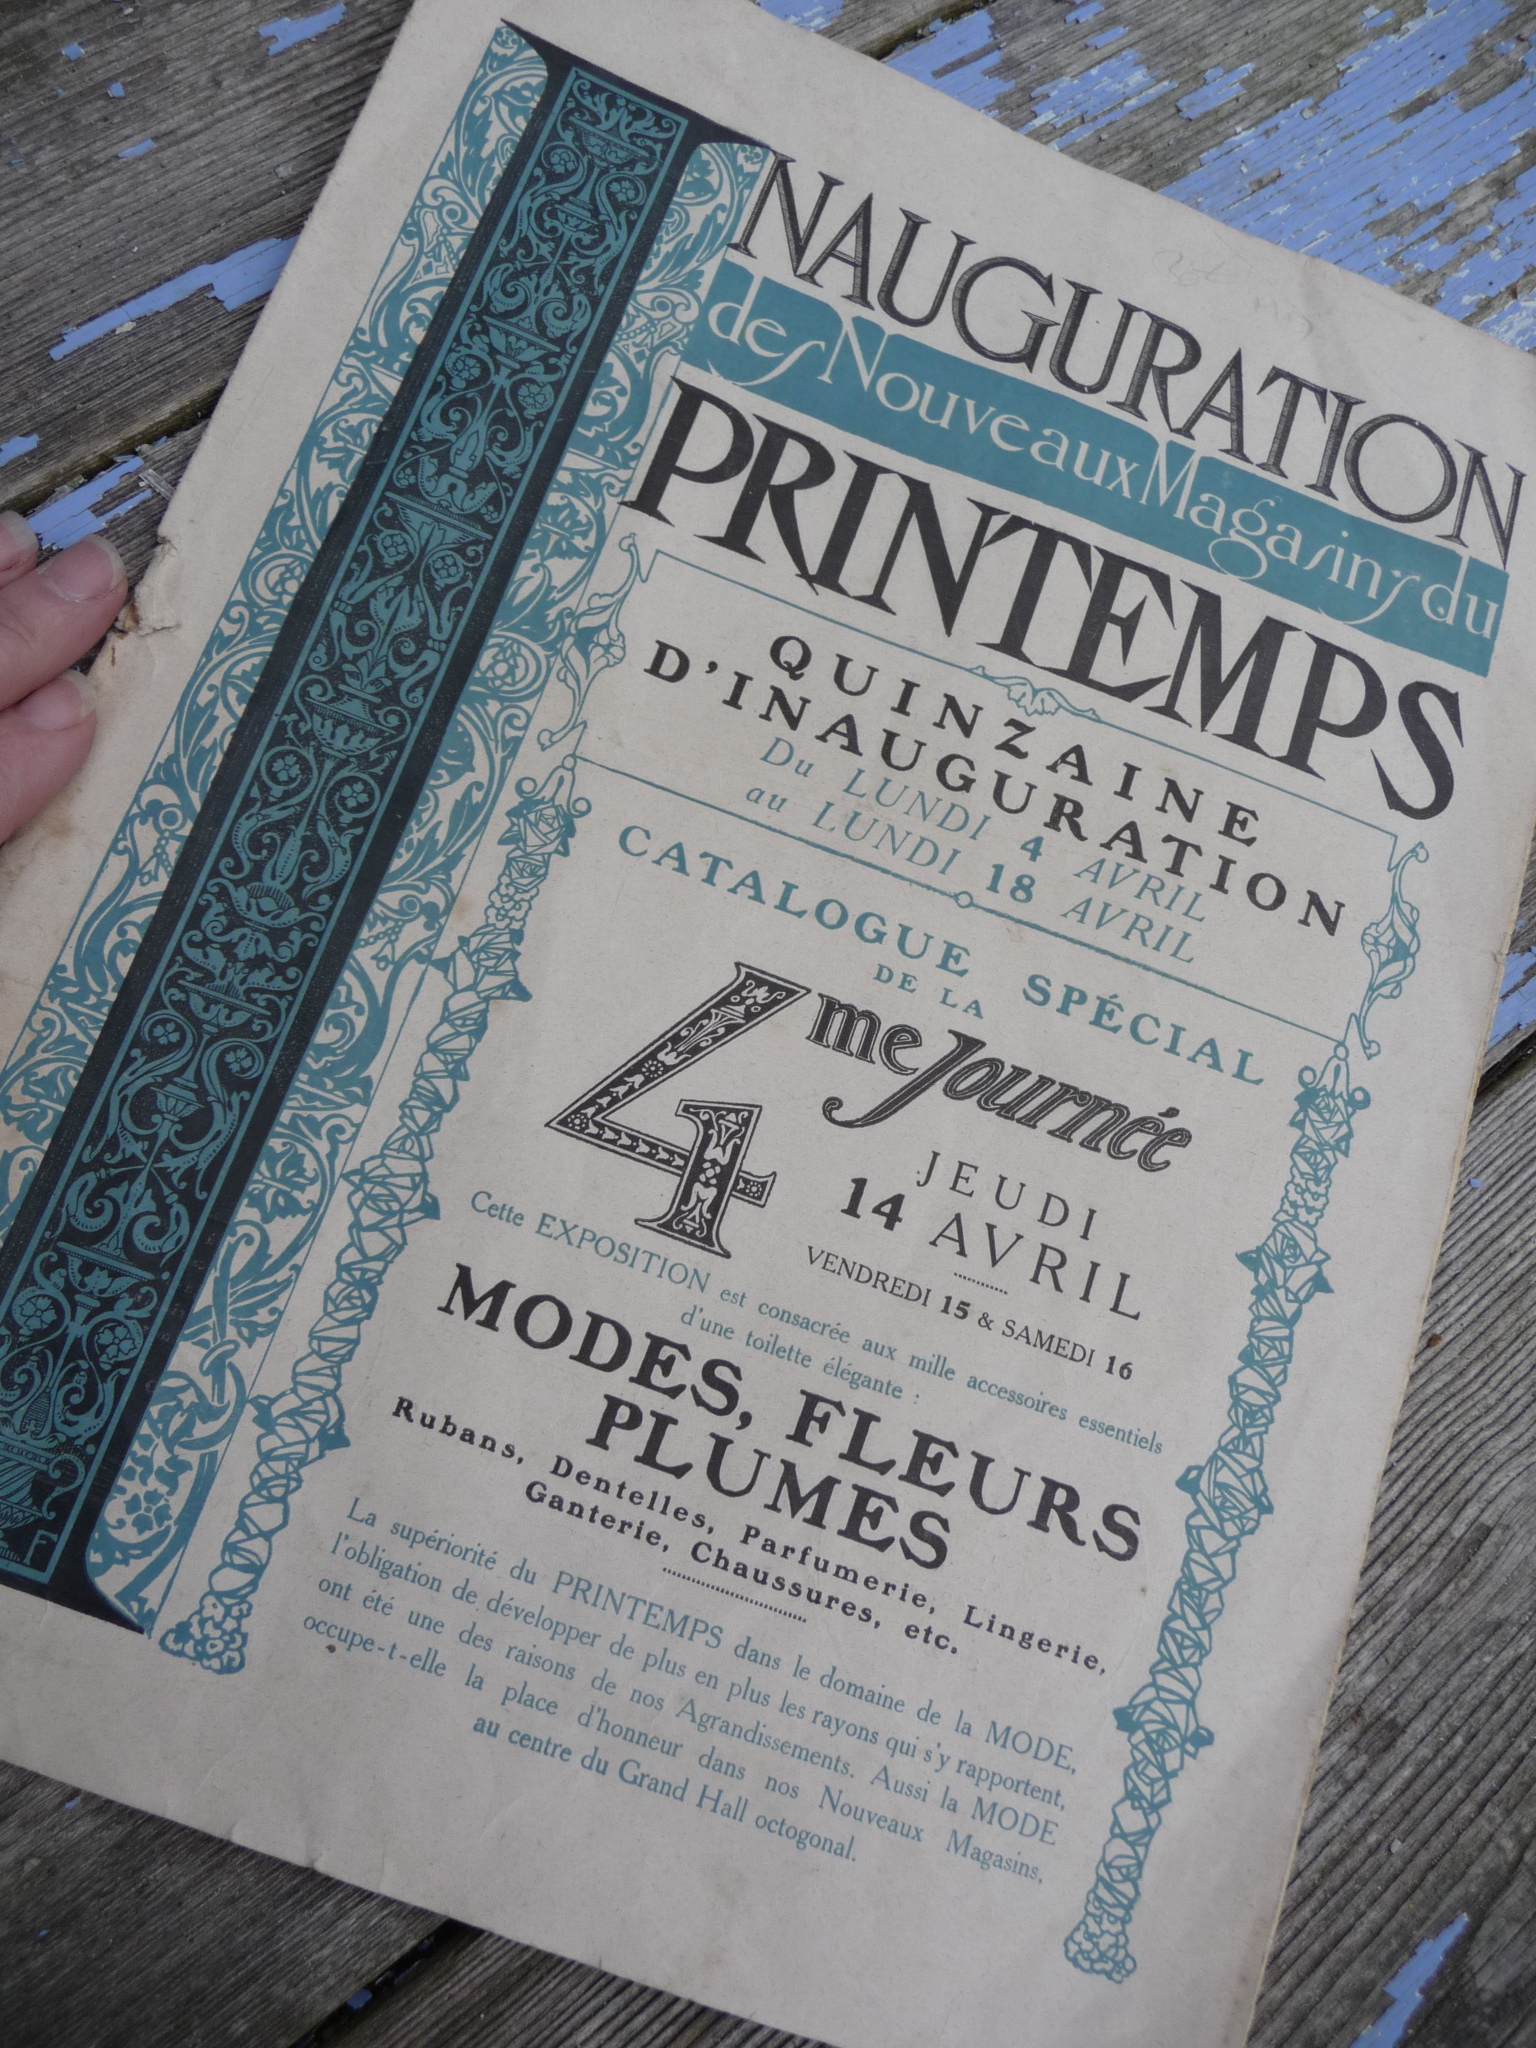 INAUGURATION
des Nouveaux Magasins du
PRINTEMPS
QUINZAINE
D'INAUGURATION
Du LUNDI 4 AVRIL
au LUNDI 18 AVRIL
CATALOGUE SPÉCIAL
DE LA
4me Journée
JEUDI
14 AVRIL
VENDREDI 15 & SAMEDI 16
Cette EXPOSITION est consacrée aux mille accessoires essentiels
d'une toilette élégante :
MODES, FLEURS
PLUMES
Rubans, Dentelles, Parfumerie, Lingerie,
Ganterie, Chaussures, etc.
La supériorité du PRINTEMPS dans le domaine de la MODE,
l'obligation de développer de plus en plus les rayons qui s'y rapportent,
ont été une des raisons de nos Agrandissements. Aussi la MODE
occupe-t-elle la place d'honneur dans nos Nouveaux Magasins,
au centre du Grand Hall octogonal.
F